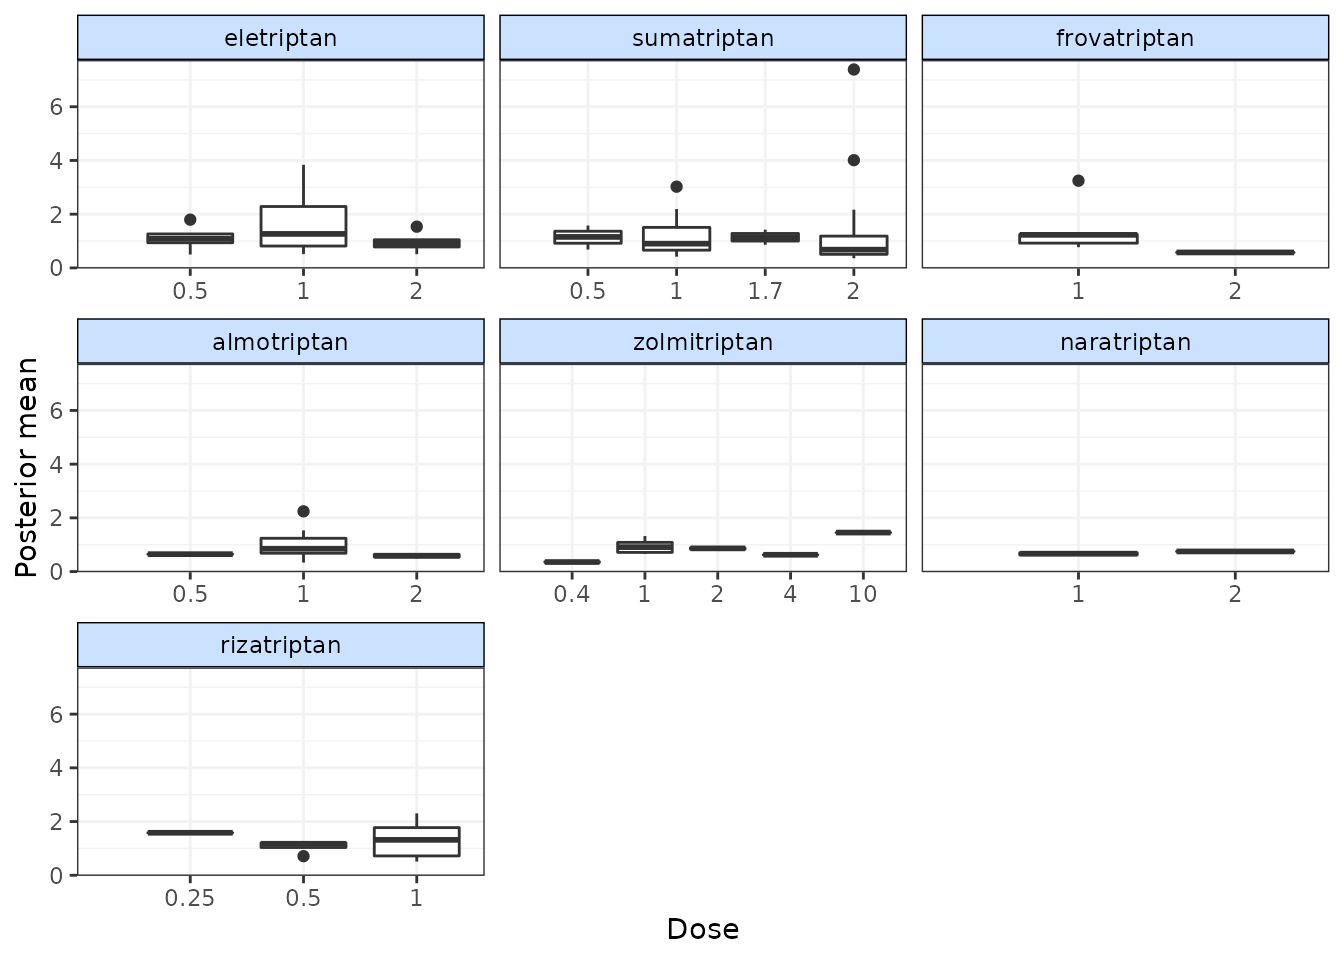 eletriptan sumatriptan frovatriptan
6
4
2
0
0.5 1 2 0.5 1 1.7 2 1 2
almotriptan zolmitriptan naratriptan
6
4
2
0
0.5 1 2 0.4 1 2 4 10 1 2
Posterior mean
rizatriptan
6
4
2
0
0.25 0.5 1
Dose